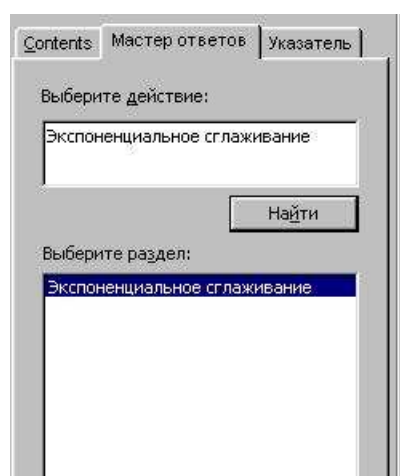 Contents Мастер ответов Указатель
Выберите действие:
Экспоненциальное сглаживание
Найти
Выберите раздел:
Экспоненциальное сглаживание